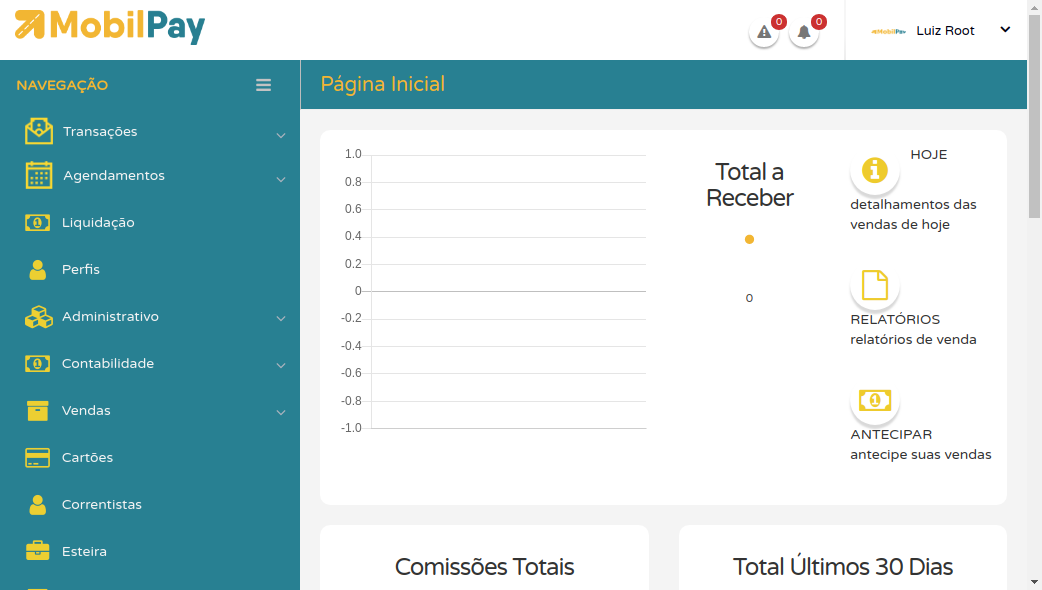 MobilPay
0
0
MobilPay
Luiz Root
NAVEGAÇÃO
Página Inicial
Transações
Agendamentos
Liquidação
Perfis
Administrativo
Contabilidade
Vendas
Cartões
Correntistas
Esteira
1.0
0.8
0.6
0.4
0.2
0
-0.2
-0.4
-0.6
-0.8
-1.0
Total a
Receber
0
HOJE
detalhamentos das
vendas de hoje
RELATÓRIOS
relatórios de venda
1
ANTECIPAR
antecipe suas vendas
Comissões Totais
Total Últimos 30 Dias